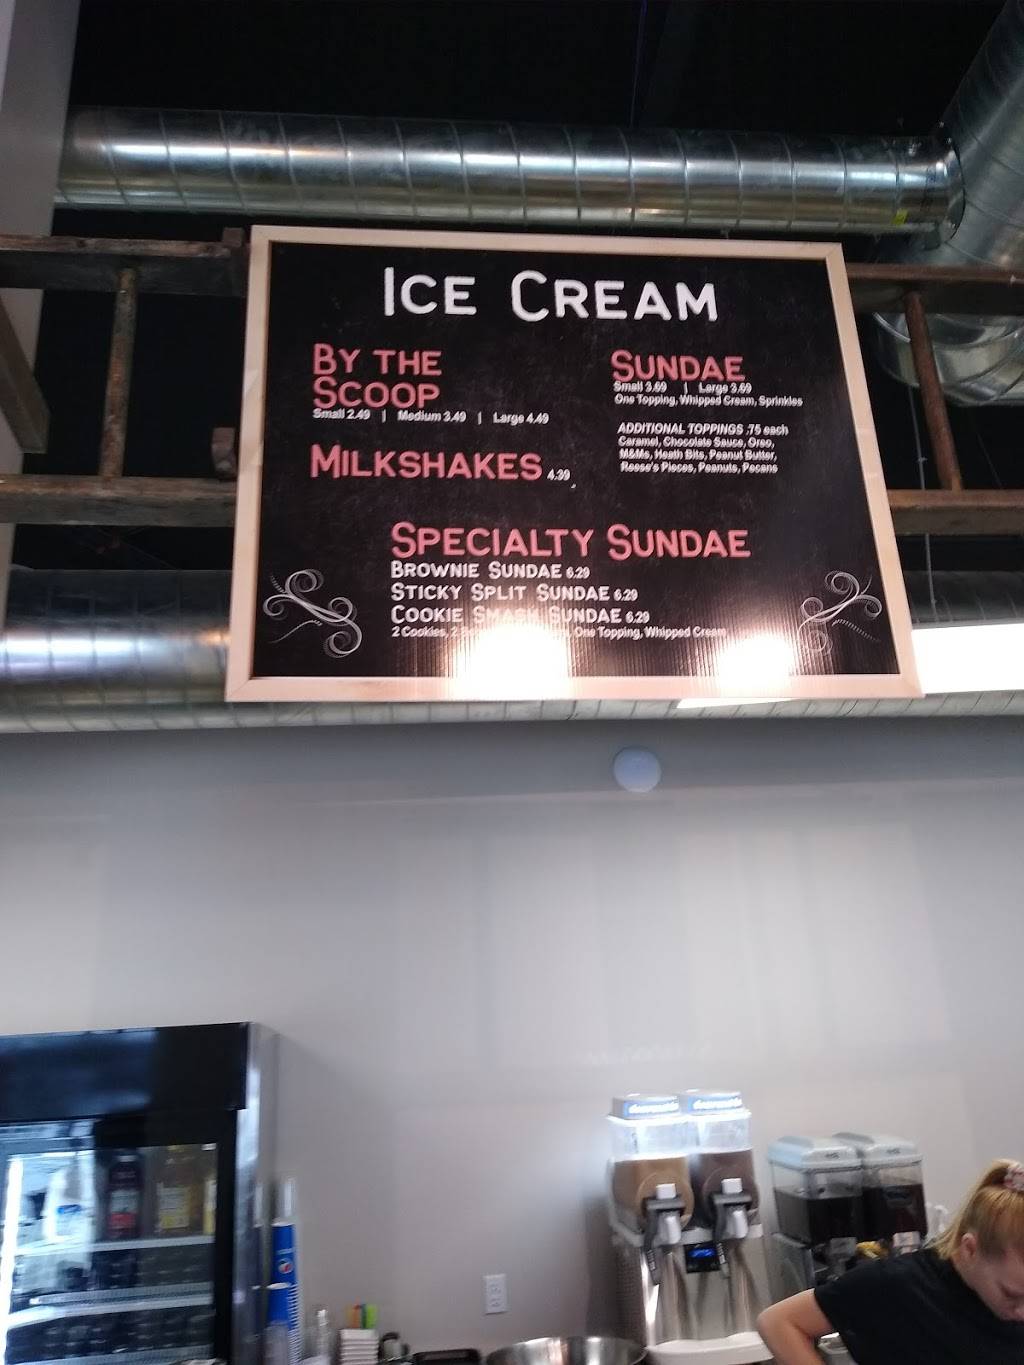 ICE CREAM
BY THE
SCOOP
Small 2.49 | Medium 3.49 | Large 4.49
MILKSHAKES 4.39
SUNDAE
Small 3.69 | Large 3.69
One Topping, Whipped Cream, Sprinkles
ADDITIONAL TOPPINGS .75 each
Caramel, Chocolate Sauce, Oreo,
M&Ms, Heath Bits, Peanut Butter,
Reese's Pieces, Peanuts, Pecans
SPECIALTY SUNDAE
BROWNIE SUNDAE 6.29
STICKY SPLIT SUNDAE 6.29
COOKIE SMASH SUNDAE 6.29
2 Cookies, 2 One Topping, Whipped Cream